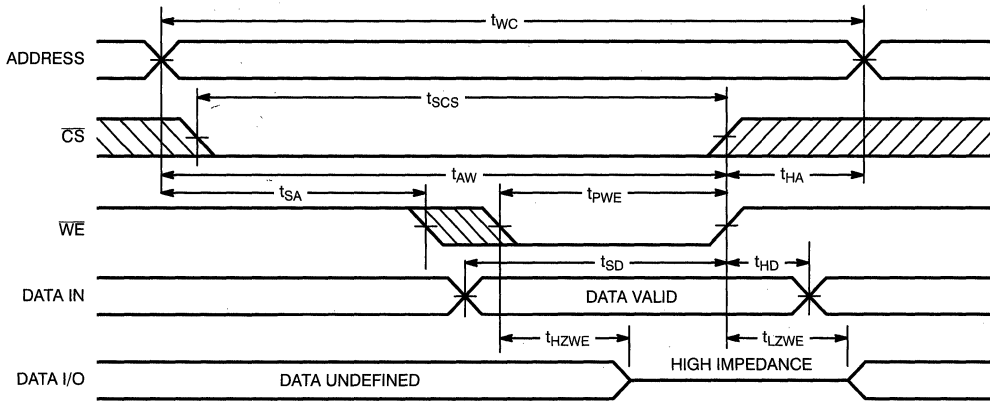 tWC
ADDRESS
tSCS
CS
tAW
tHA
tSA
tPWE
WE
tSD
tHD
DATA IN
DATA VALID
tHZWE
tLZWE
HIGH IMPEDANCE
DATA I/O
DATA UNDEFINED